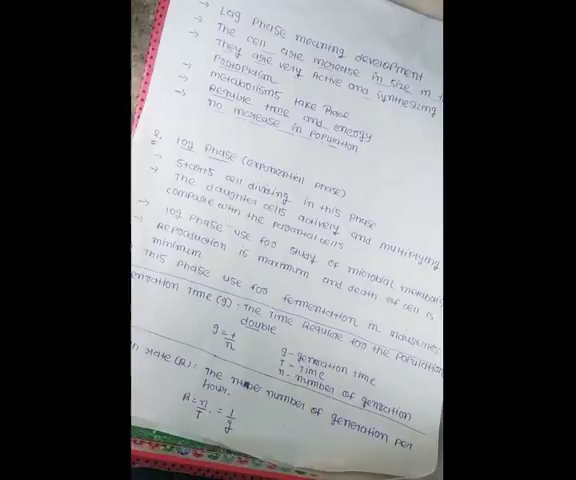 → Lag phase meaning development
→ The cell are increase in size in
→ They are very Active and synthesizing
→ Protoplasm
→ metabolisms take place
→ Require time and energy
no increase in population
2. log phase (exponential phase)
→ Starts cell dividing in this phase
→ The daughter cells actively and multiplying
compare with the parental cells
→ log phase use for study of microbial metabolis
→ Reproduction is maximum and death of cell is
minimum
This phase use for fermentation in industries
Time (g): The Time Require for the population
double
g = t/n
g - generation Time
T - Time
n - number of genration
state (R) = The number of generation per
hour.
R = n/T = 1/g